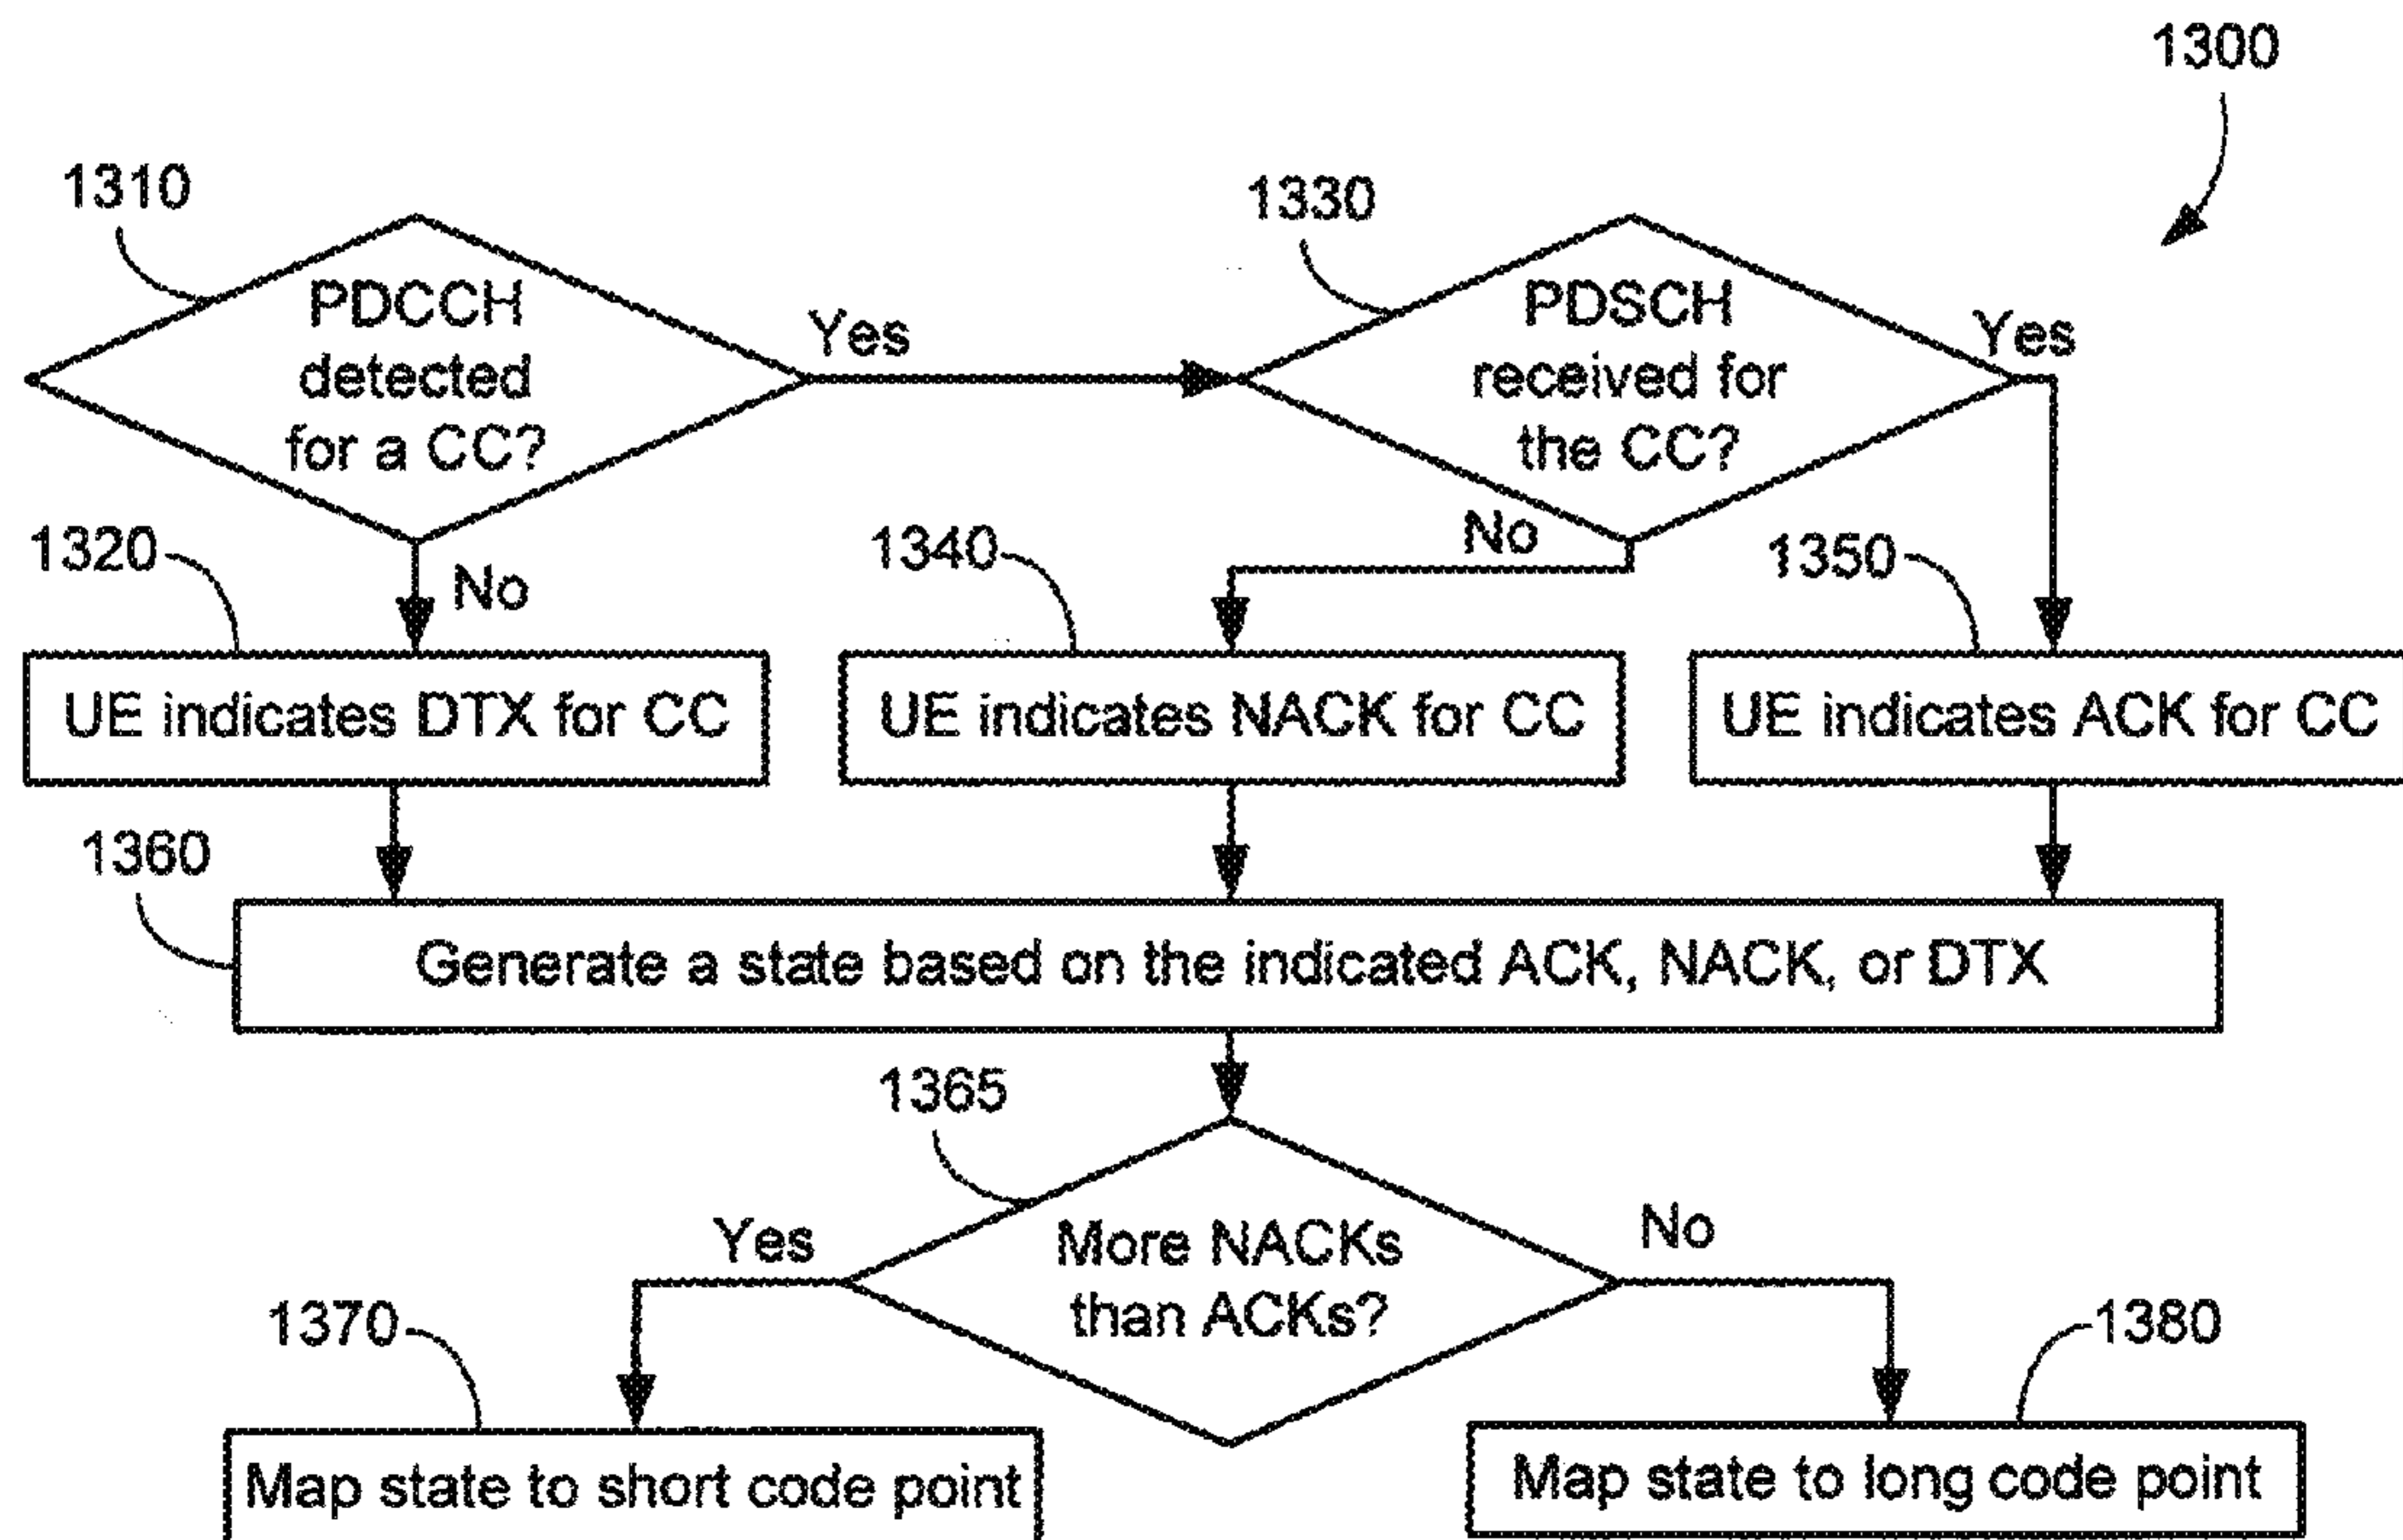 1300
1310
1330
PDCCH
detected
for a CC?
Yes
PDSCH
received for
the CC?
Yes
1320
No
1340
No
1350
UE indicates DTX for CC
UE indicates NACK for CC
UE indicates ACK for CC
1360
Generate a state based on the indicated ACK, NACK, or DTX
1365
Yes
More NACKs
than ACKs?
No
1370
1380
Map state to short code point
Map state to long code point